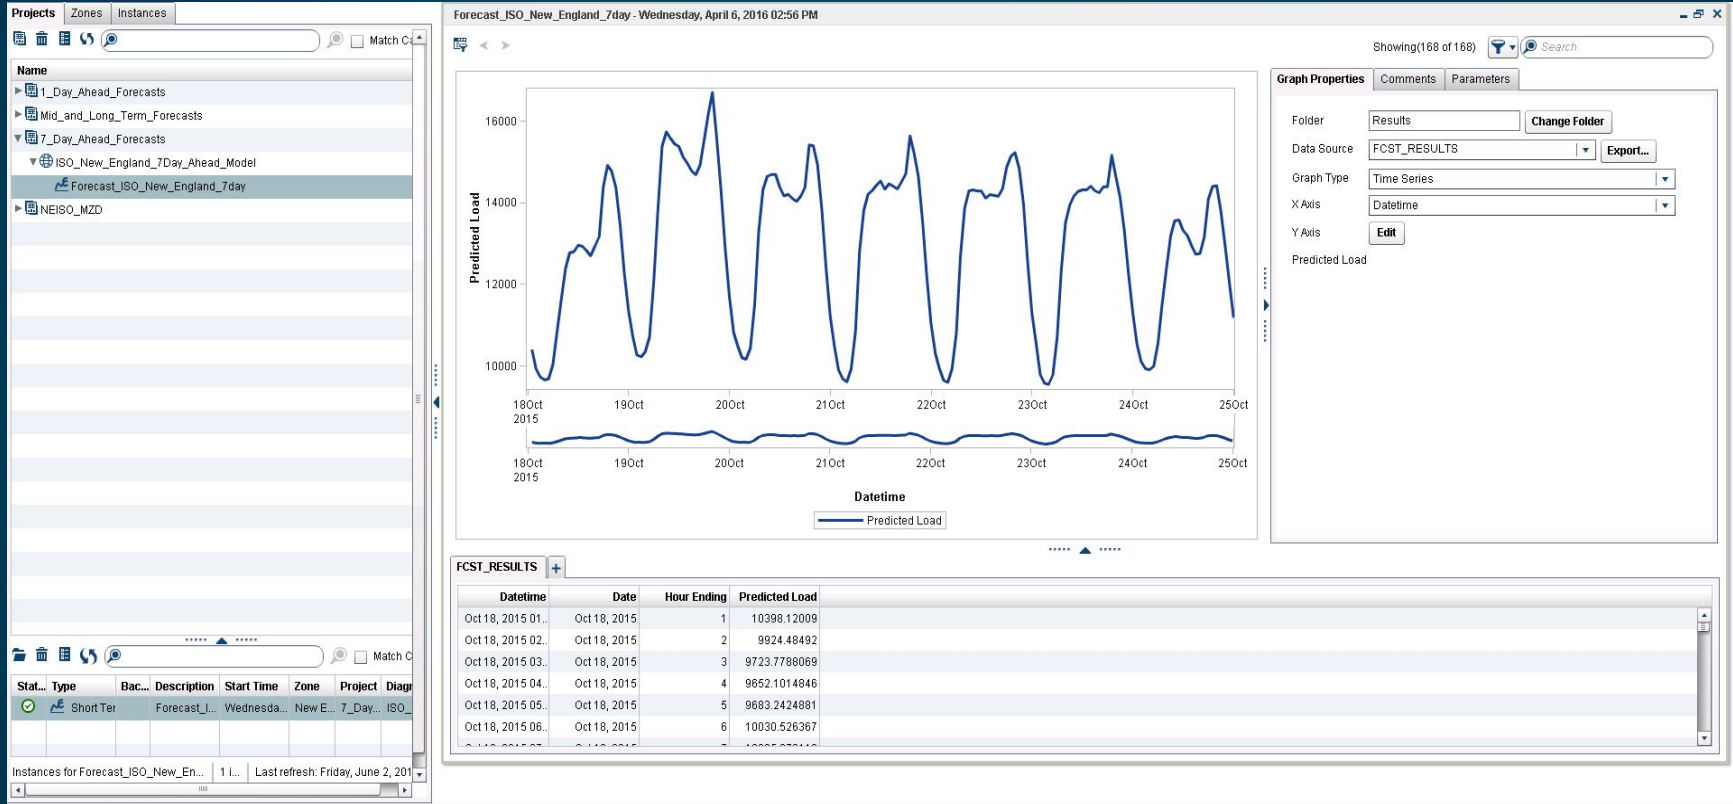 Projects Zones Instances
Match Ca
Name
1_Day_Ahead_Forecasts
Mid_and_Long_Term_Forecasts
7_Day_Ahead_Forecasts
ISO_New_England_7Day_Ahead_Model
Forecast_ISO_New_England_7day
NEISO_MZD
Match C
Stat... Type Bac... Description Start Time Zone Project Diagr
Short Ter Forecast_I... Wednesda... New E... 7_Day... ISO_
Instances for Forecast_ISO_New_En... 1 i... Last refresh: Friday, June 2, 201
Forecast_ISO_New_England_7day - Wednesday, April 6, 2016 02:56 PM
Showing(168 of 168) Search
16000
14000
12000
10000
Predicted Load
18Oct 19Oct 20Oct 21Oct 22Oct 23Oct 24Oct 25Oct
2015
18Oct 19Oct 20Oct 21Oct 22Oct 23Oct 24Oct 25Oct
2015
Datetime
Predicted Load
Graph Properties Comments Parameters
Folder Results Change Folder
Data Source FCST_RESULTS Export...
Graph Type Time Series
X Axis Datetime
Y Axis Edit
Predicted Load
FCST_RESULTS +
Datetime Date Hour Ending Predicted Load
Oct 18, 2015 01... Oct 18, 2015 1 10398.12009
Oct 18, 2015 02... Oct 18, 2015 2 9924.48492
Oct 18, 2015 03... Oct 18, 2015 3 9723.7788069
Oct 18, 2015 04... Oct 18, 2015 4 9652.1014846
Oct 18, 2015 05... Oct 18, 2015 5 9683.2424881
Oct 18, 2015 06... Oct 18, 2015 6 10030.526367